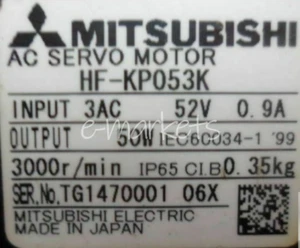 MITSUBISHI
AC SERVO MOTOR
HF-KP053K
INPUT 3AC 52V 0.9A
e-markets
OUTPUT 50W IEC60034-1 '99
3000r/min IP65 CI.B 0.35kg
SER.No.TG1470001 06X
MITSUBISHI ELECTRIC
MADE IN JAPAN